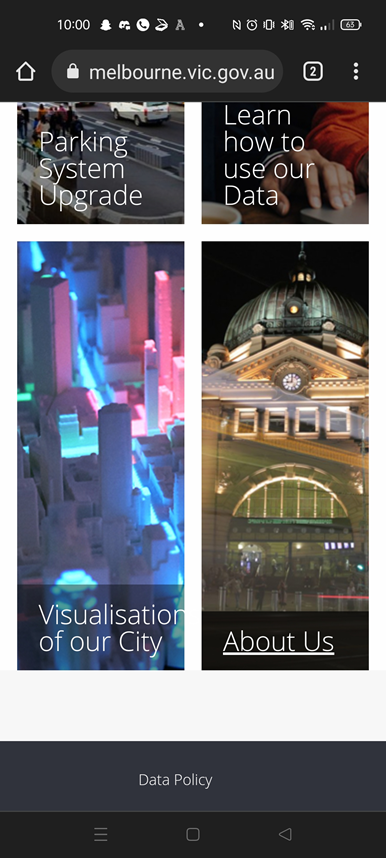 10:00
63
melbourne.vic.gov.au
2
Parking
System
Upgrade
Learn
how to
use our
Data
Visualisation
of our City
About Us
Data Policy